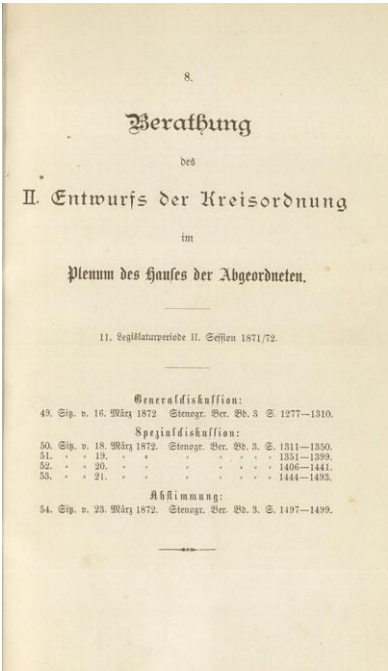 8.
Berathung
des
II. Entwurfs der Kreisordnung
im
Plenum des Hauses der Abgeordneten.
11. Legislaturperiode II. Session 1871/72.
Generaldiskussion:
49. Sitz. v. 16. März 1872 Stenogr. Ber. Bd. 3 S. 1277—1310.
Spezialdiskussion:
50. Sitz. v. 18. März 1872. Stenogr. Ber. Bd. 3. S. 1311—1350.
51. " " 19. " " " " " " " 1351—1399.
52. " " 20. " " " " " " " 1406—1441.
53. " " 21. " " " " " " " 1444—1493.
Abstimmung:
54. Sitz. v. 23. März 1872. Stenogr. Ber. Bd. 3. S. 1497—1499.